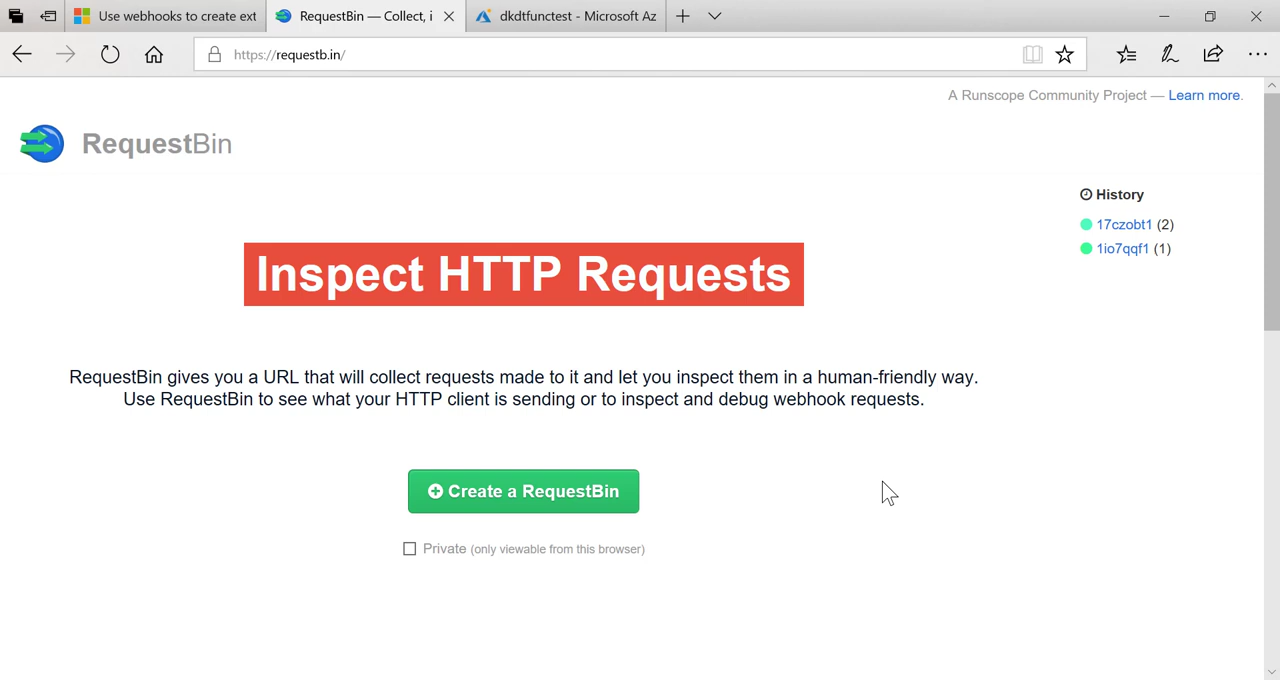 Use webhooks to create ext
RequestBin — Collect, i
dkdtfunctest - Microsoft Az
https://requestb.in/
A Runscope Community Project — Learn more.
RequestBin
History
17czobt1 (2)
1io7qqf1 (1)
Inspect HTTP Requests
RequestBin gives you a URL that will collect requests made to it and let you inspect them in a human-friendly way.
Use RequestBin to see what your HTTP client is sending or to inspect and debug webhook requests.
Create a RequestBin
Private (only viewable from this browser)